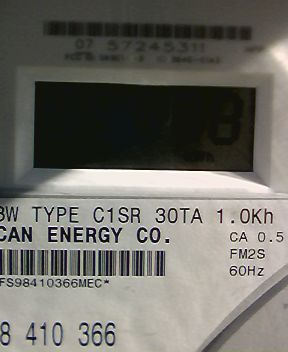 07 57245311
3W TYPE C1SR 30TA 1.0Kh
CAN ENERGY CO.
CA 0.5
FM2S
60Hz
FS98410366MEC*
8 410 366